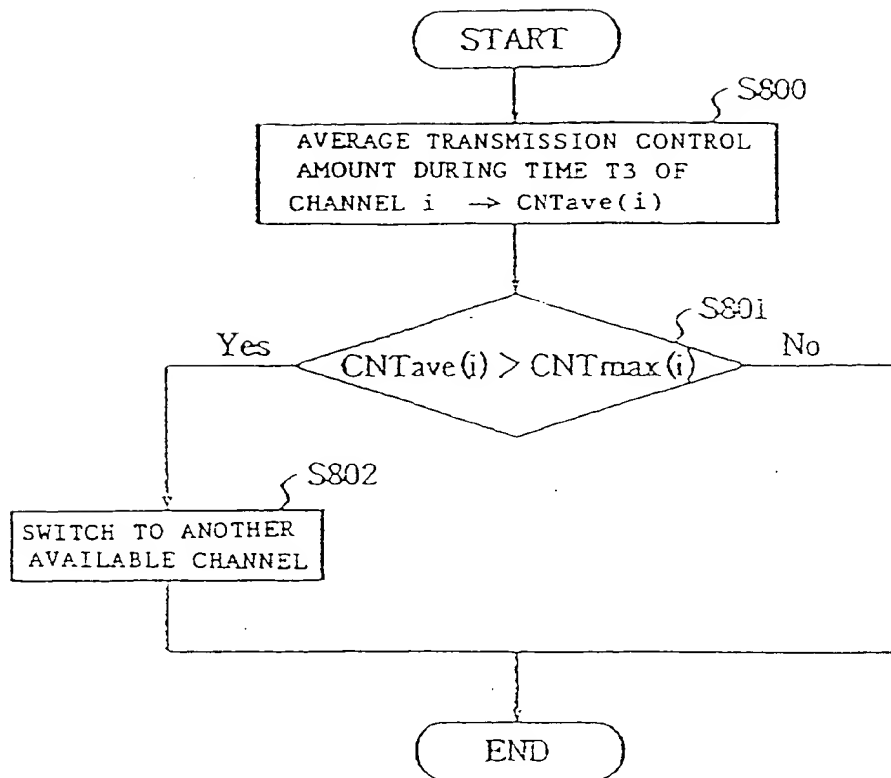 START
S800
AVERAGE TRANSMISSION CONTROL
AMOUNT DURING TIME T3 OF
CHANNEL i → CNTave(i)
S801
Yes
CNTave(i) > CNTmax(i)
No
S802
SWITCH TO ANOTHER
AVAILABLE CHANNEL
END